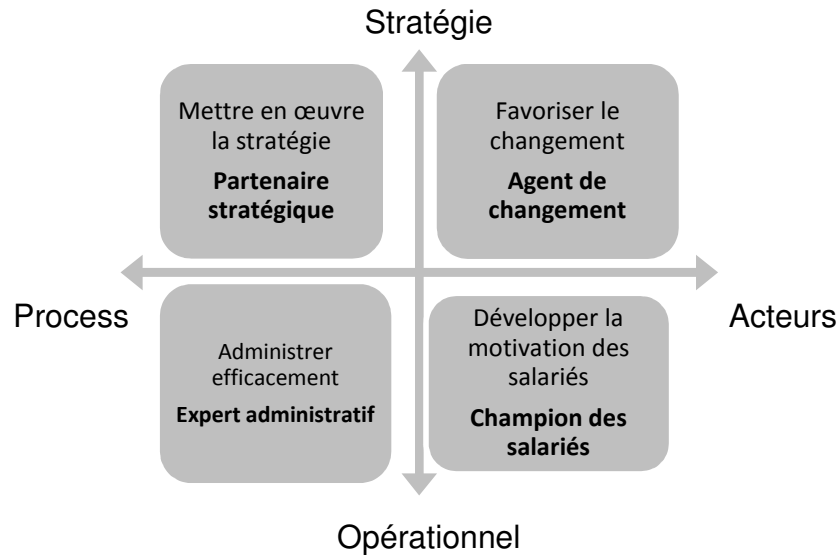 Stratégie
Mettre en œuvre
la stratégie
Partenaire
stratégique
Favoriser le
changement
Agent de
changement
Process
Acteurs
Administrer
efficacement
Expert administratif
Développer la
motivation des
salariés
Champion des
salariés
Opérationnel